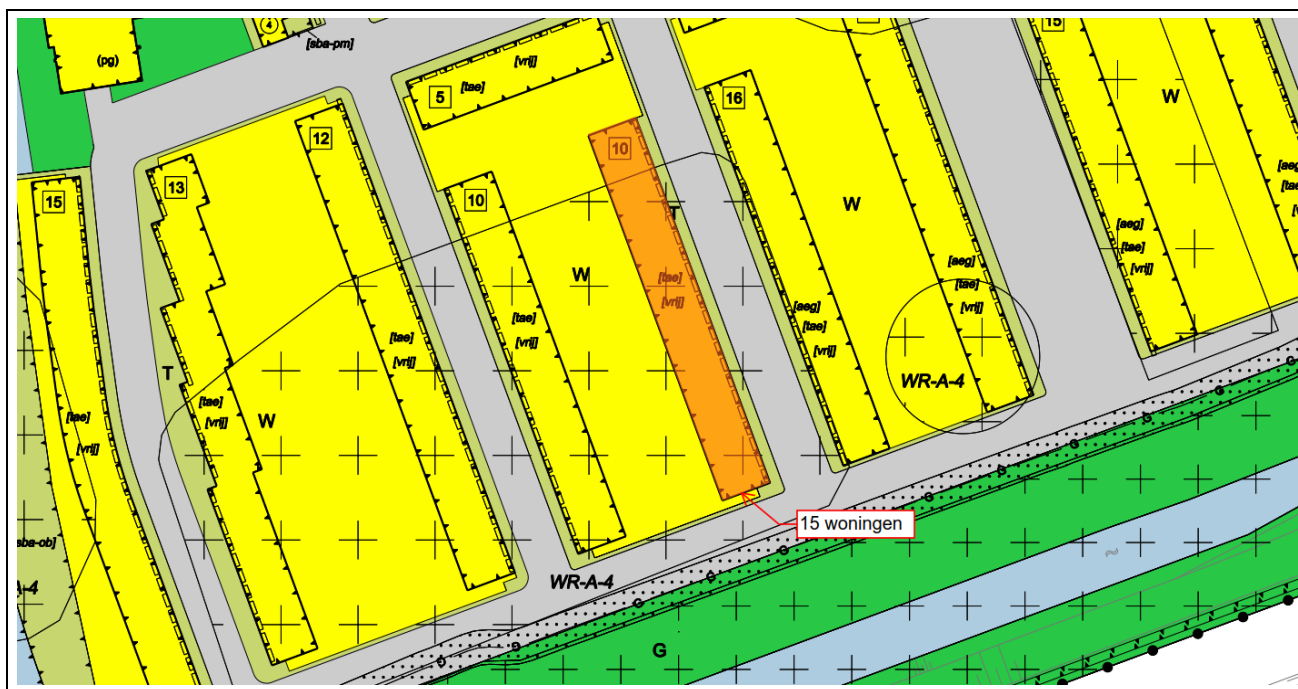 4
[sba-pm]
(pg)
15
[vrij]
[tae]
5
16
W
12
10
13
[aeg]
[tae]
15
10
T
W
W
[aeg]
[tae]
[vrij]
[aeg]
[tae]
[vrij]
[tae]
[vrij]
[tae]
[vrij]
[aeg]
[tae]
[vrij]
[tae]
[vrij]
T
WR-A-4
[tae]
[vrij]
[tae]
[vrij]
W
15 woningen
sba-ob]
A-4
WR-A-4
G